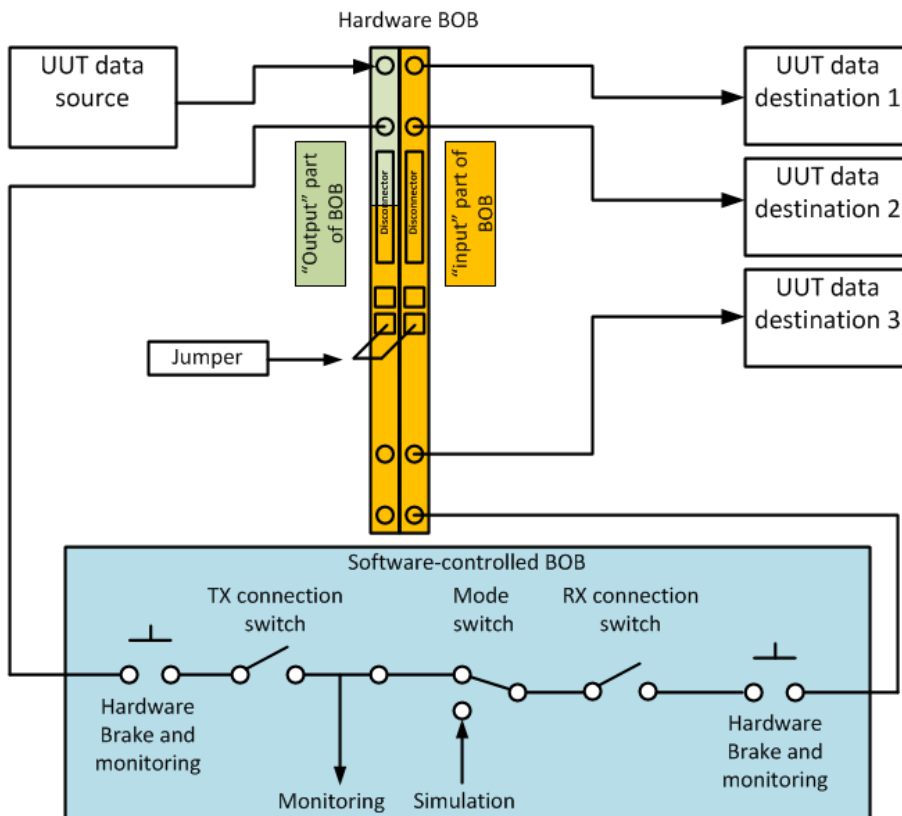 Hardware BOB
UUT data
source
UUT data
destination 1
UUT data
destination 2
UUT data
destination 3
"Output" part
of BOB
Disconnector
Disconnector
"input" part of
BOB
Jumper
Software-controlled BOB
TX connection
switch
Mode
switch
RX connection
switch
Hardware
Brake and
monitoring
Monitoring
Simulation
Hardware
Brake and
monitoring